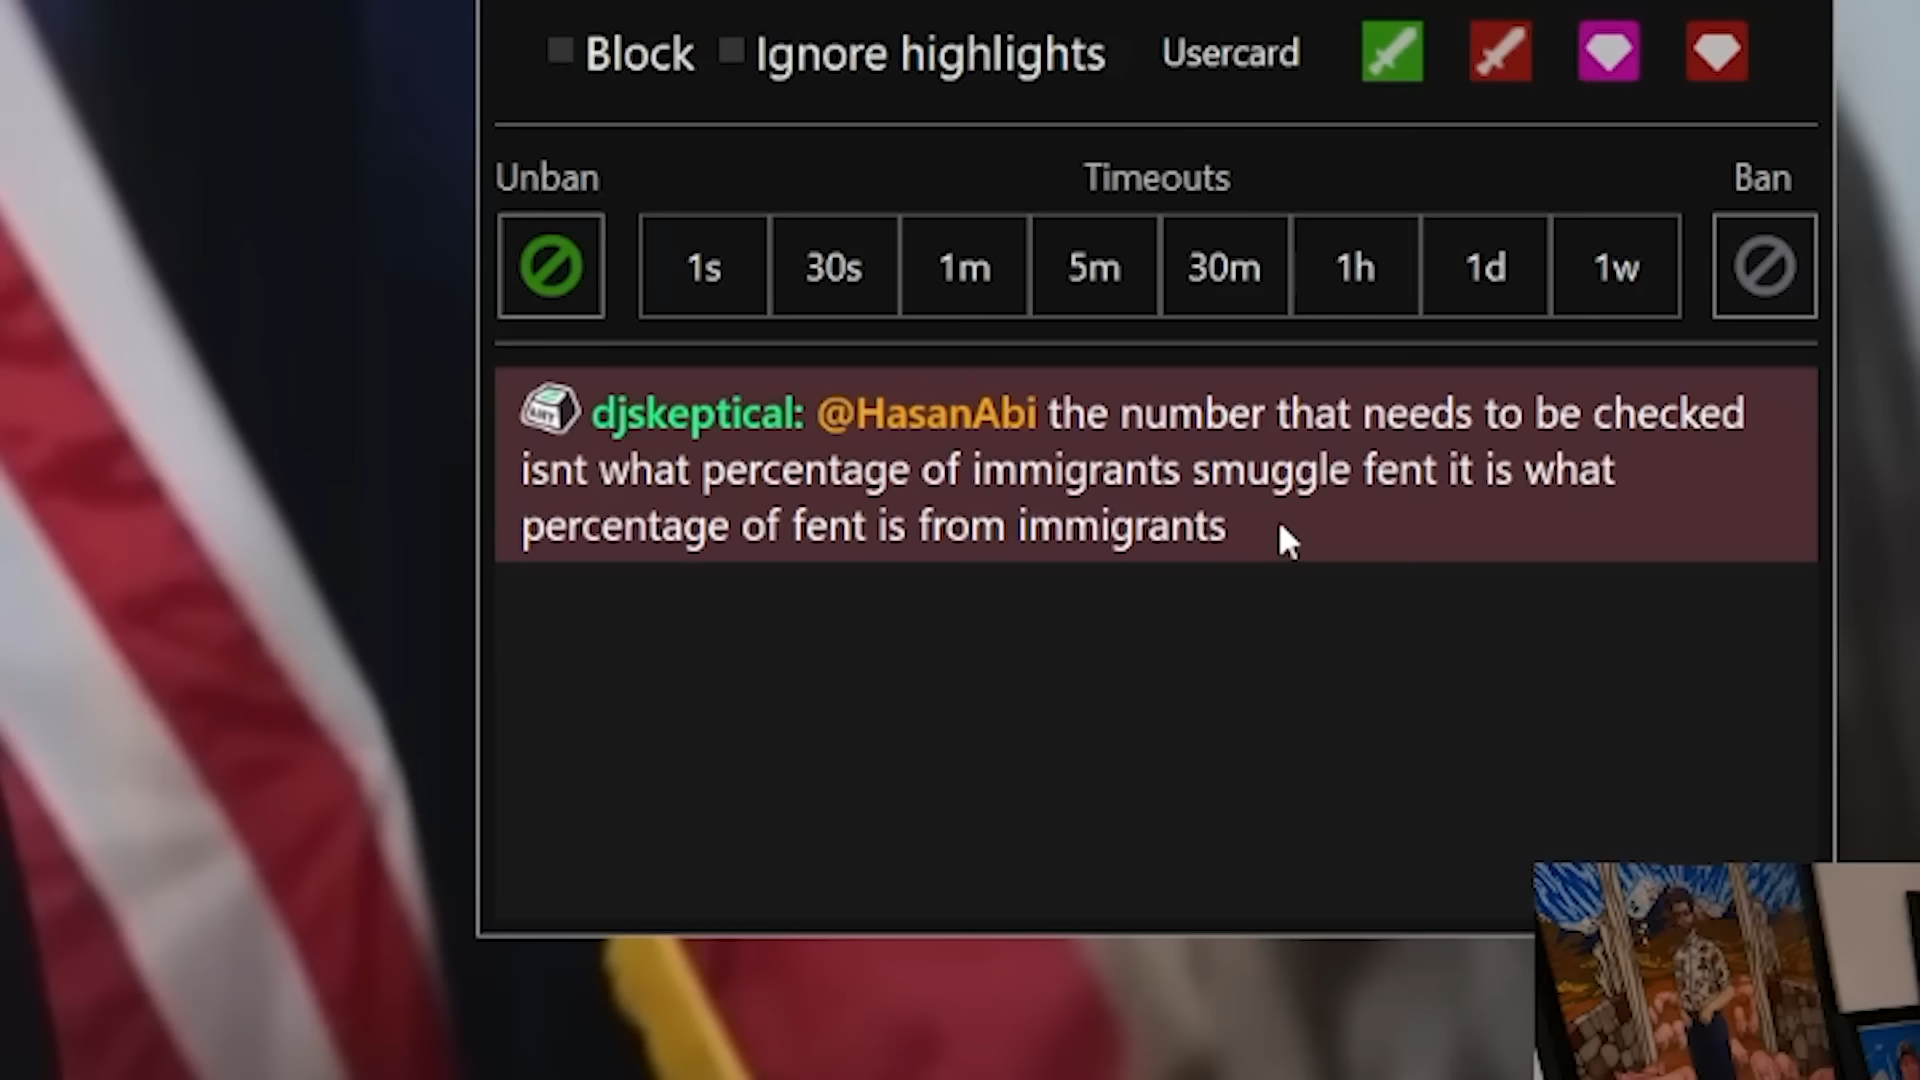 Block Ignore highlights Usercard
Unban Timeouts Ban
1s 30s 1m 5m 30m 1h 1d 1w
djskeptical: @HasanAbi the number that needs to be checked
isnt what percentage of immigrants smuggle fent it is what
percentage of fent is from immigrants